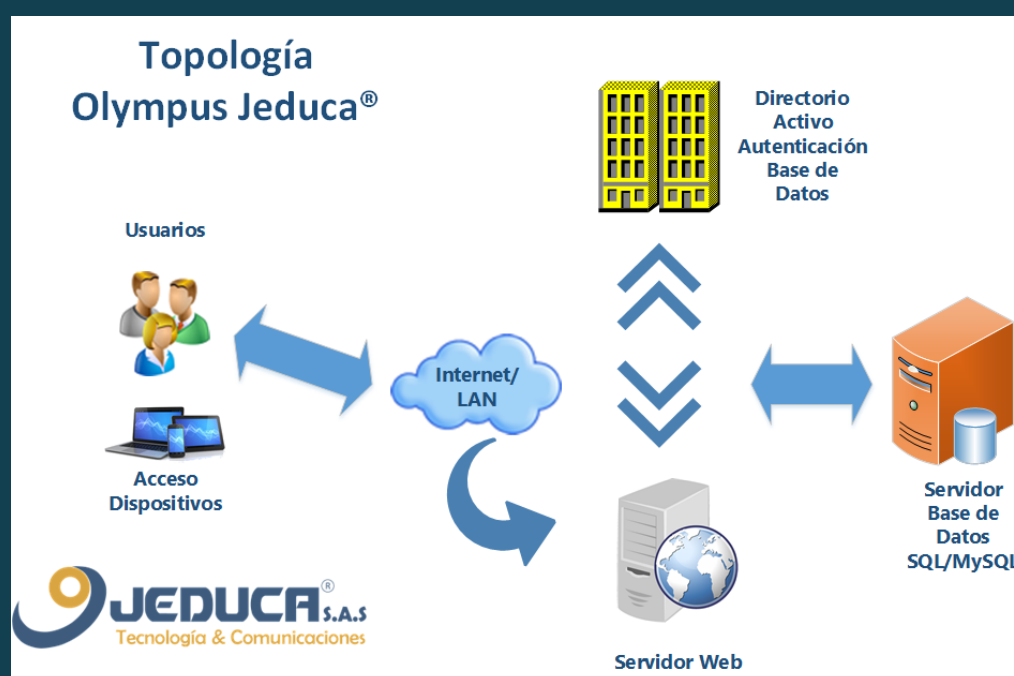 Topología
Olympus Jeduca®
Directorio
Activo
Autenticación
Base de
Datos
Usuarios
Internet/
LAN
Acceso
Dispositivos
Servidor
Base de
Datos
SQL/MySQL
JEDUCA® S.A.S
Tecnología & Comunicaciones
Servidor Web